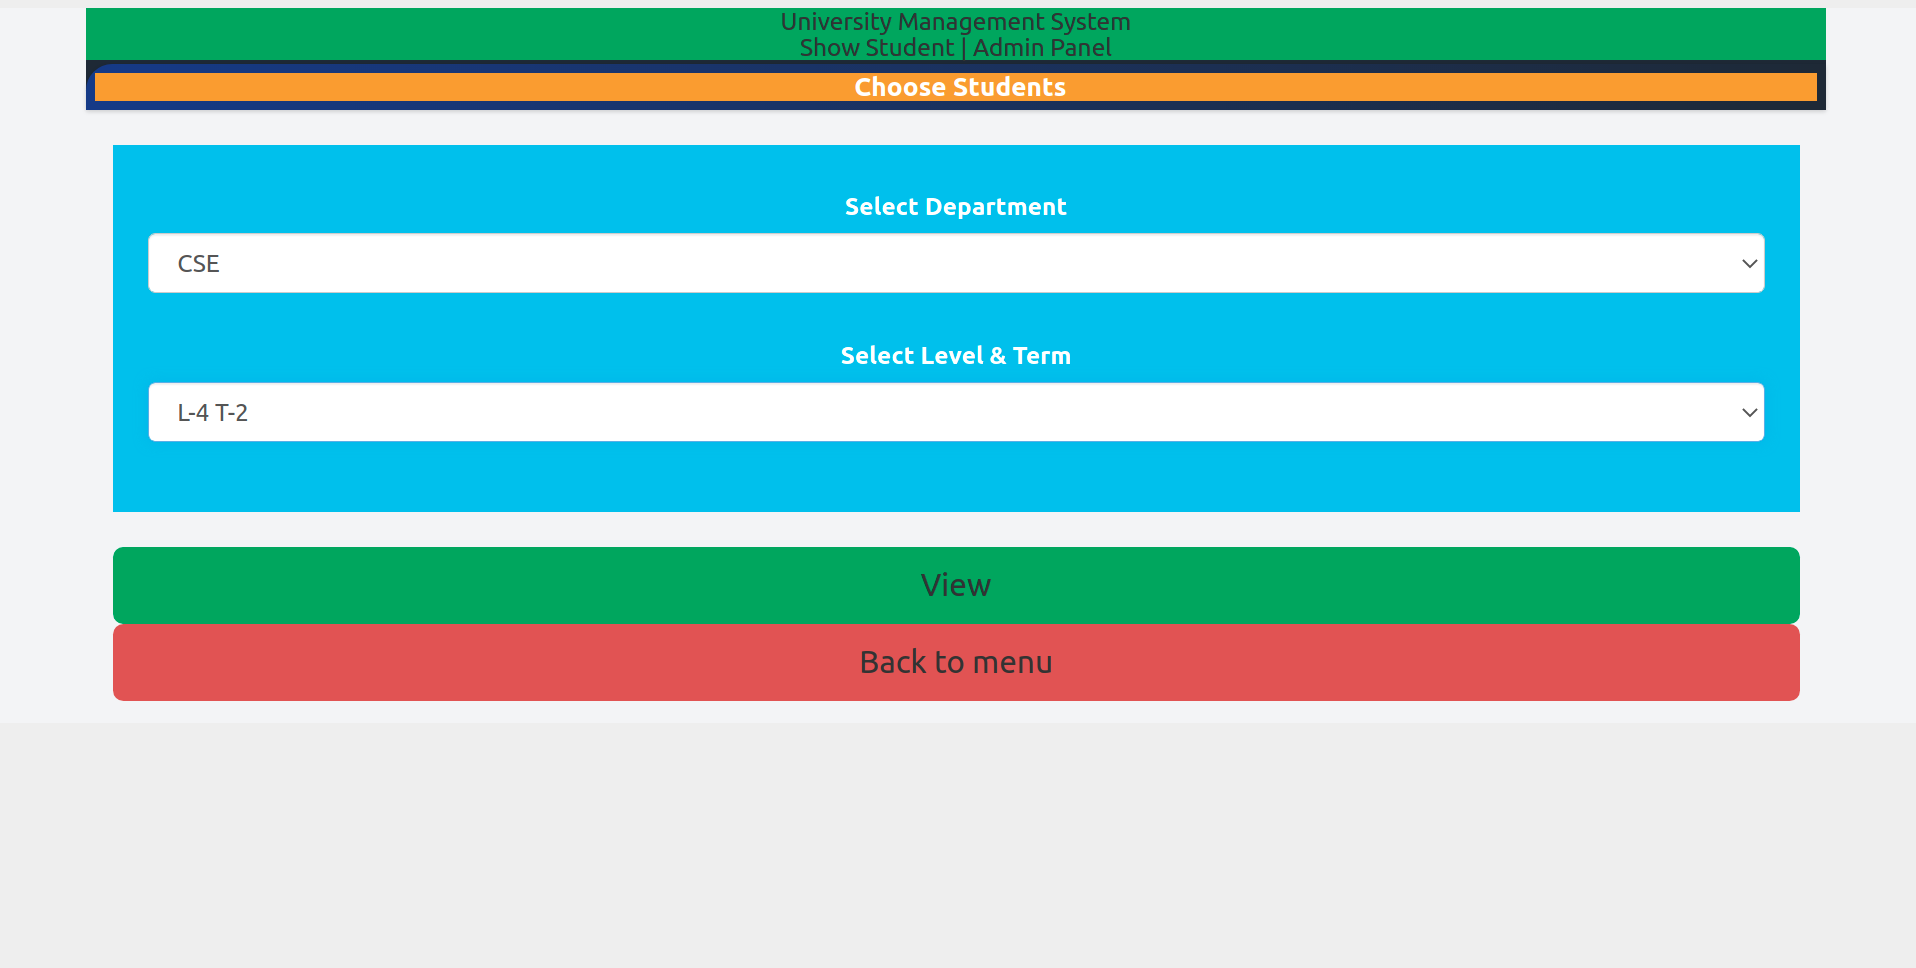 University Management System
Show Student | Admin Panel
Choose Students
Select Department
CSE
Select Level & Term
L-4 T-2
View
Back to menu